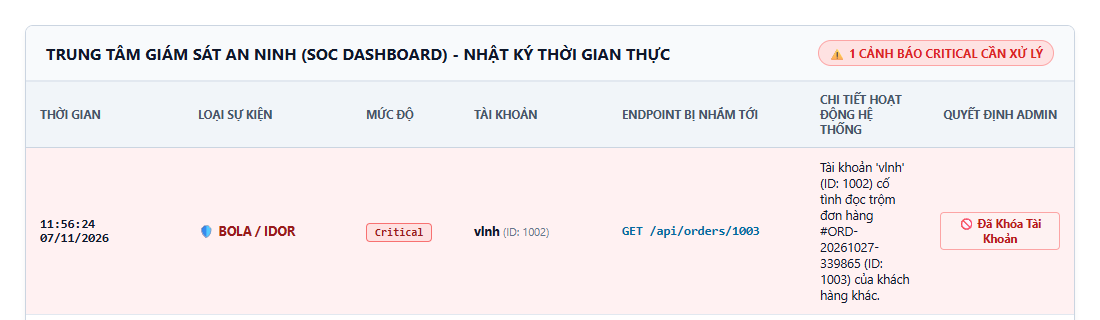 TRUNG TÂM GIÁM SÁT AN NINH (SOC DASHBOARD) - NHẬT KÝ THỜI GIAN THỰC
⚠️ 1 CẢNH BÁO CRITICAL CẦN XỬ LÝ
THỜI GIAN
LOẠI SỰ KIỆN
MỨC ĐỘ
TÀI KHOẢN
ENDPOINT BỊ NHẮM TỚI
CHI TIẾT HOẠT
ĐỘNG HỆ
THỐNG
QUYẾT ĐỊNH ADMIN
11:56:24
07/11/2026
BOLA / IDOR
Critical
vlnh (ID: 1002)
GET /api/orders/1003
Tài khoản 'vlnh'
(ID: 1002) cố
tình đọc trộm
đơn hàng
#ORD-
20261027-
339865 (ID:
1003) của khách
hàng khác.
Đã Khóa Tài
Khoản